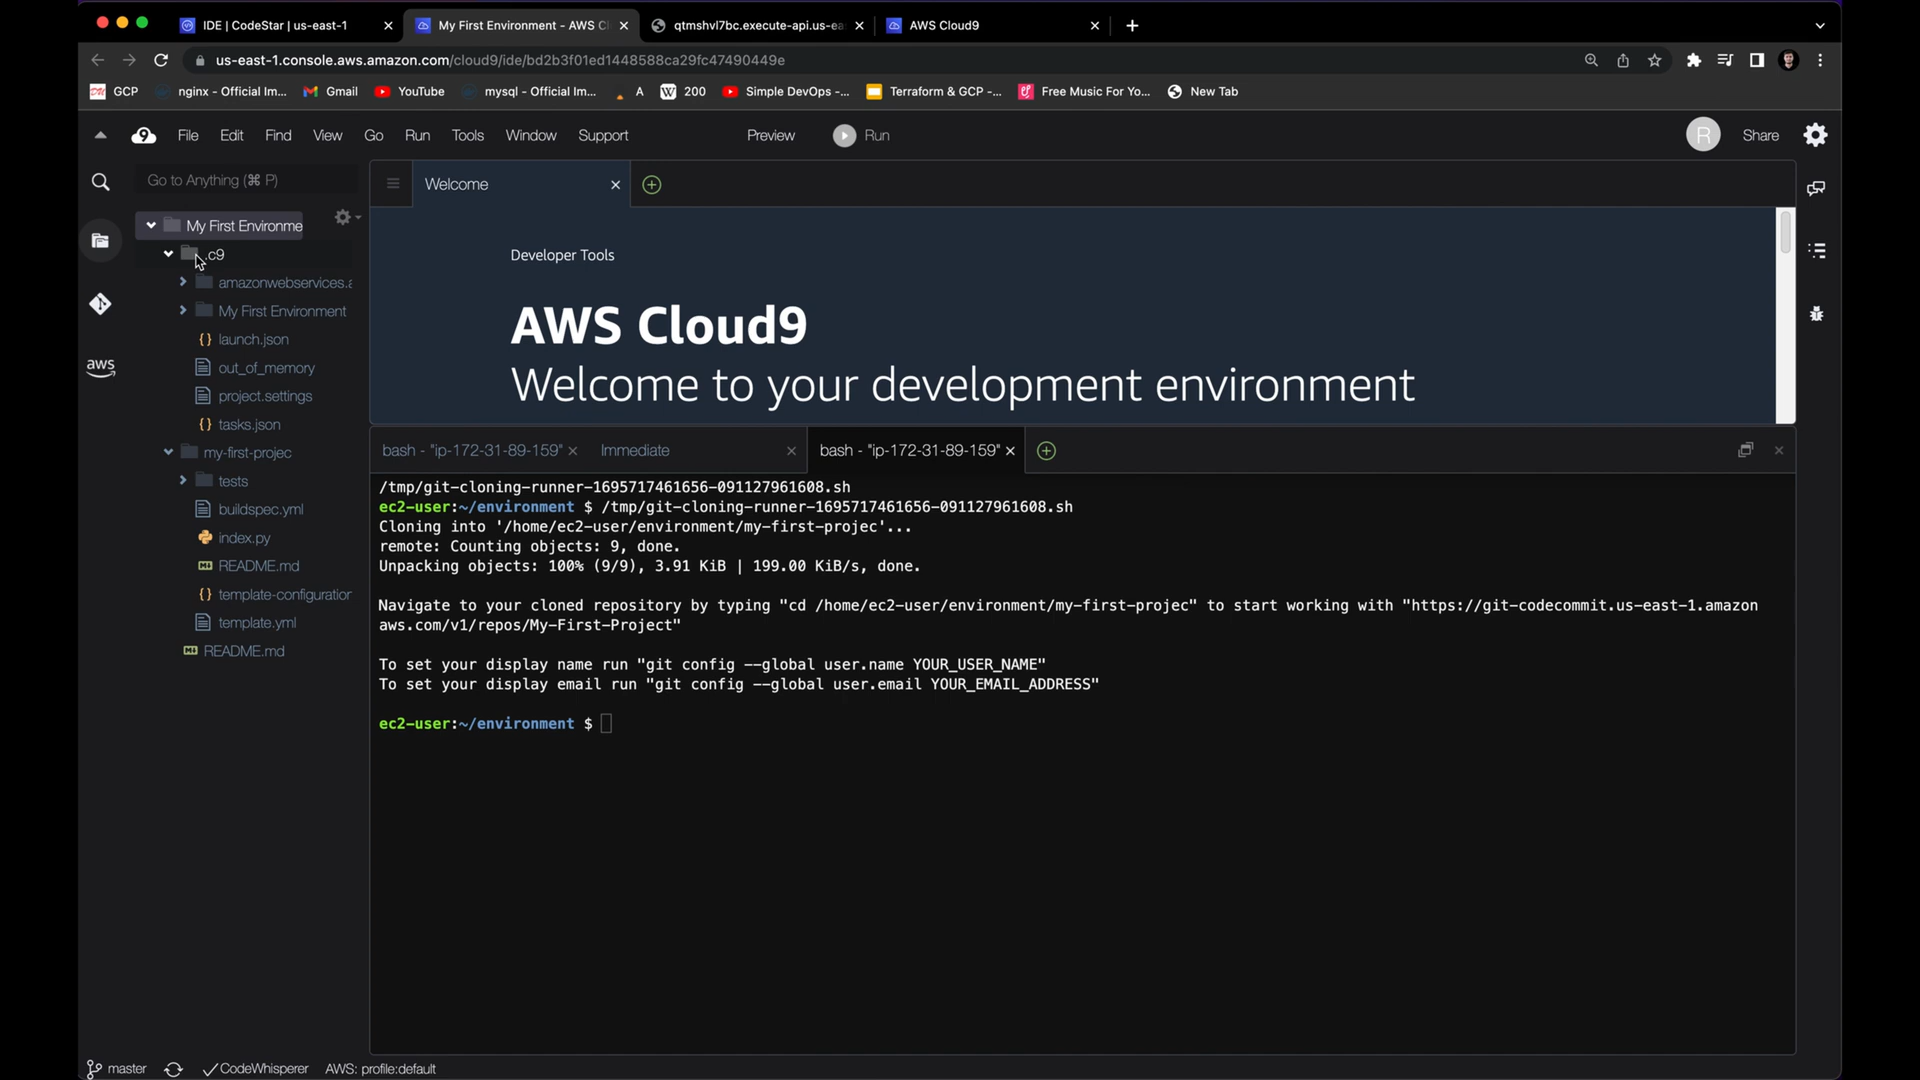 IDE | CodeStar | us-east-1
My First Environment - AWS Cl
qtmshvl7bc.execute-api.us-ea
AWS Cloud9
us-east-1.console.aws.amazon.com/cloud9/ide/bd2b3f01ed1448588ca29fc47490449e
GCP
nginx - Official Im...
Gmail
YouTube
mysql - Official Im...
A
200
Simple DevOps -...
Terraform & GCP -...
Free Music For Yo...
New Tab
9 File Edit Find View Go Run Tools Window Support Preview Run R Share
Go to Anything (⌘ P)
Welcome
My First Environme
.c9
amazonwebservices.a
My First Environment
launch.json
out_of_memory
project.settings
tasks.json
my-first-projec
tests
buildspec.yml
index.py
README.md
template-configuration
template.yml
README.md
aws
Developer Tools
AWS Cloud9
Welcome to your development environment
bash - "ip-172-31-89-159"
Immediate
bash - "ip-172-31-89-159"
/tmp/git-cloning-runner-1695717461656-091127961608.sh
ec2-user:~/environment $ /tmp/git-cloning-runner-1695717461656-091127961608.sh
Cloning into '/home/ec2-user/environment/my-first-projec'...
remote: Counting objects: 9, done.
Unpacking objects: 100% (9/9), 3.91 KiB | 199.00 KiB/s, done.
Navigate to your cloned repository by typing "cd /home/ec2-user/environment/my-first-projec" to start working with "https://git-codecommit.us-east-1.amazon
aws.com/v1/repos/My-First-Project"
To set your display name run "git config --global user.name YOUR_USER_NAME"
To set your display email run "git config --global user.email YOUR_EMAIL_ADDRESS"
ec2-user:~/environment $
master
CodeWhisperer
AWS: profile:default